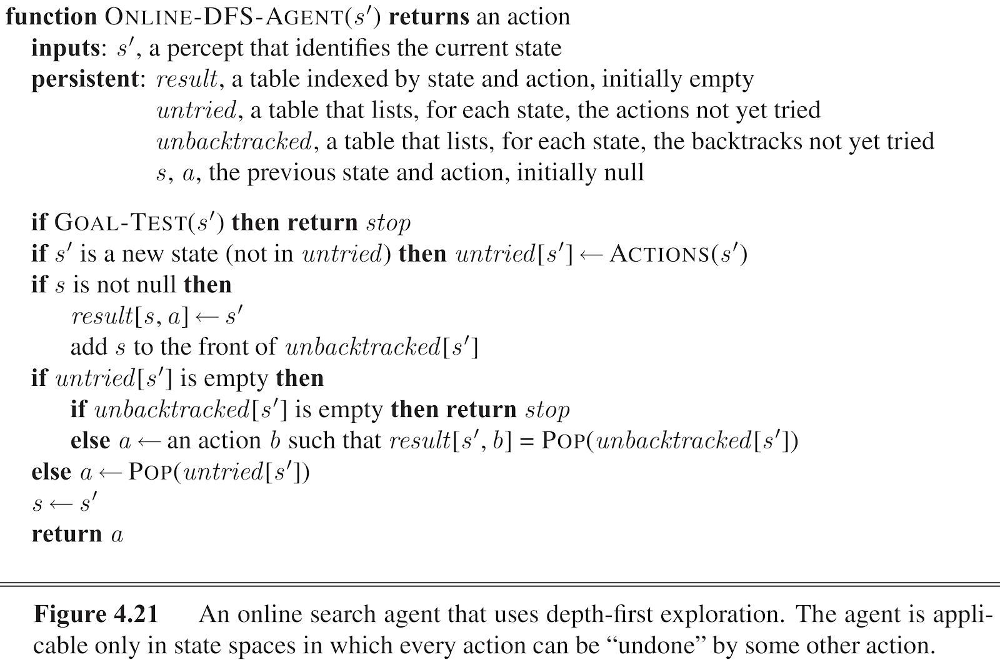 function ONLINE-DFS-AGENT(s′) returns an action
inputs: s′, a percept that identifies the current state
persistent: result, a table indexed by state and action, initially empty
untried, a table that lists, for each state, the actions not yet tried
unbacktracked, a table that lists, for each state, the backtracks not yet tried
s, a, the previous state and action, initially null
if GOAL-TEST(s′) then return stop
if s′ is a new state (not in untried) then untried[s′] ← ACTIONS(s′)
if s is not null then
result[s, a] ← s′
add s to the front of unbacktracked[s′]
if untried[s′] is empty then
if unbacktracked[s′] is empty then return stop
else a ← an action b such that result[s′, b] = POP(unbacktracked[s′])
else a ← POP(untried[s′])
s ← s′
return a
Figure 4.21 An online search agent that uses depth-first exploration. The agent is appli-
cable only in state spaces in which every action can be “undone” by some other action.